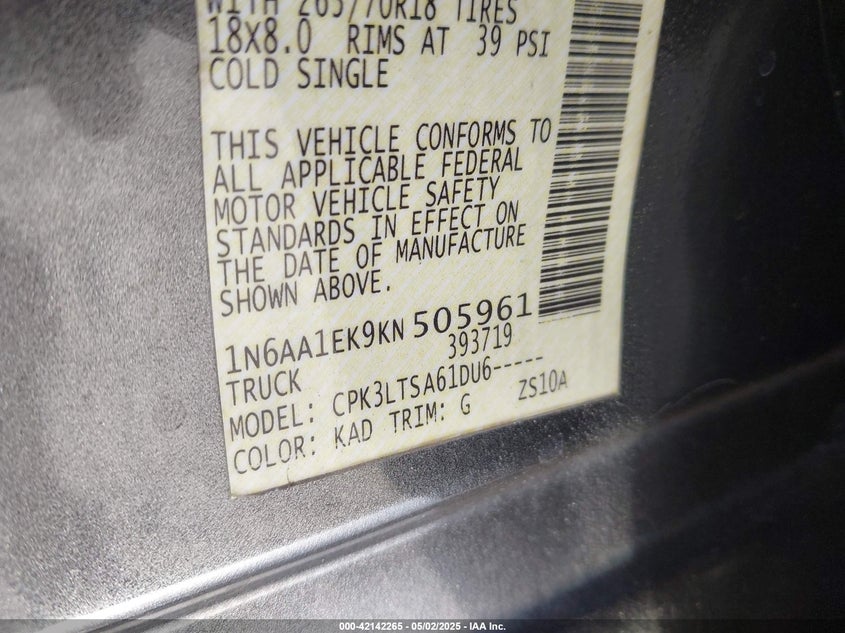 WITH 265/70R18 TIRES
18X8.0 RIMS AT 39 PSI
COLD SINGLE
THIS VEHICLE CONFORMS TO
ALL APPLICABLE FEDERAL
MOTOR VEHICLE SAFETY
STANDARDS IN EFFECT ON
THE DATE OF MANUFACTURE
SHOWN ABOVE.
1N6AA1EK9KN 505961
393719
TRUCK
MODEL: CPK3LTSA61DU6-----
COLOR: KAD TRIM: G ZS10A
000-42142265 - 05/02/2025 - IAA Inc.